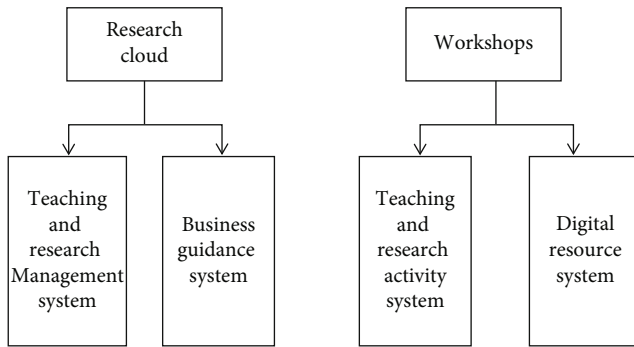 Research
cloud
Workshops
Teaching
and
research
Management
system
Business
guidance
system
Teaching
and
research
activity
system
Digital
resource
system